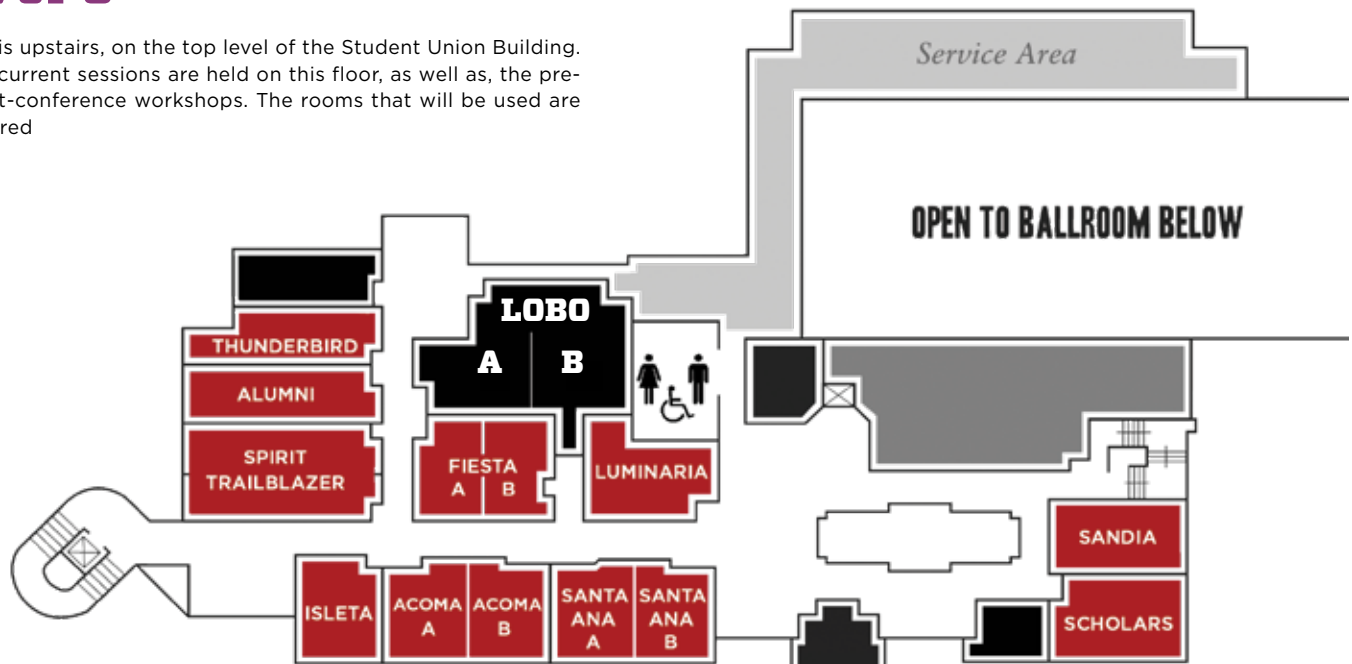 is upstairs, on the top level of the Student Union Building.
current sessions are held on this floor, as well as, the pre-
t-conference workshops. The rooms that will be used are
red
Service Area
OPEN TO BALLROOM BELOW
LOBO
A B
THUNDERBIRD
ALUMNI
SPIRIT
TRAILBLAZER
FIESTA
A B
LUMINARIA
SANDIA
SCHOLARS
ISLETA
ACOMA
A
ACOMA
B
SANTA
ANA
A
SANTA
ANA
B